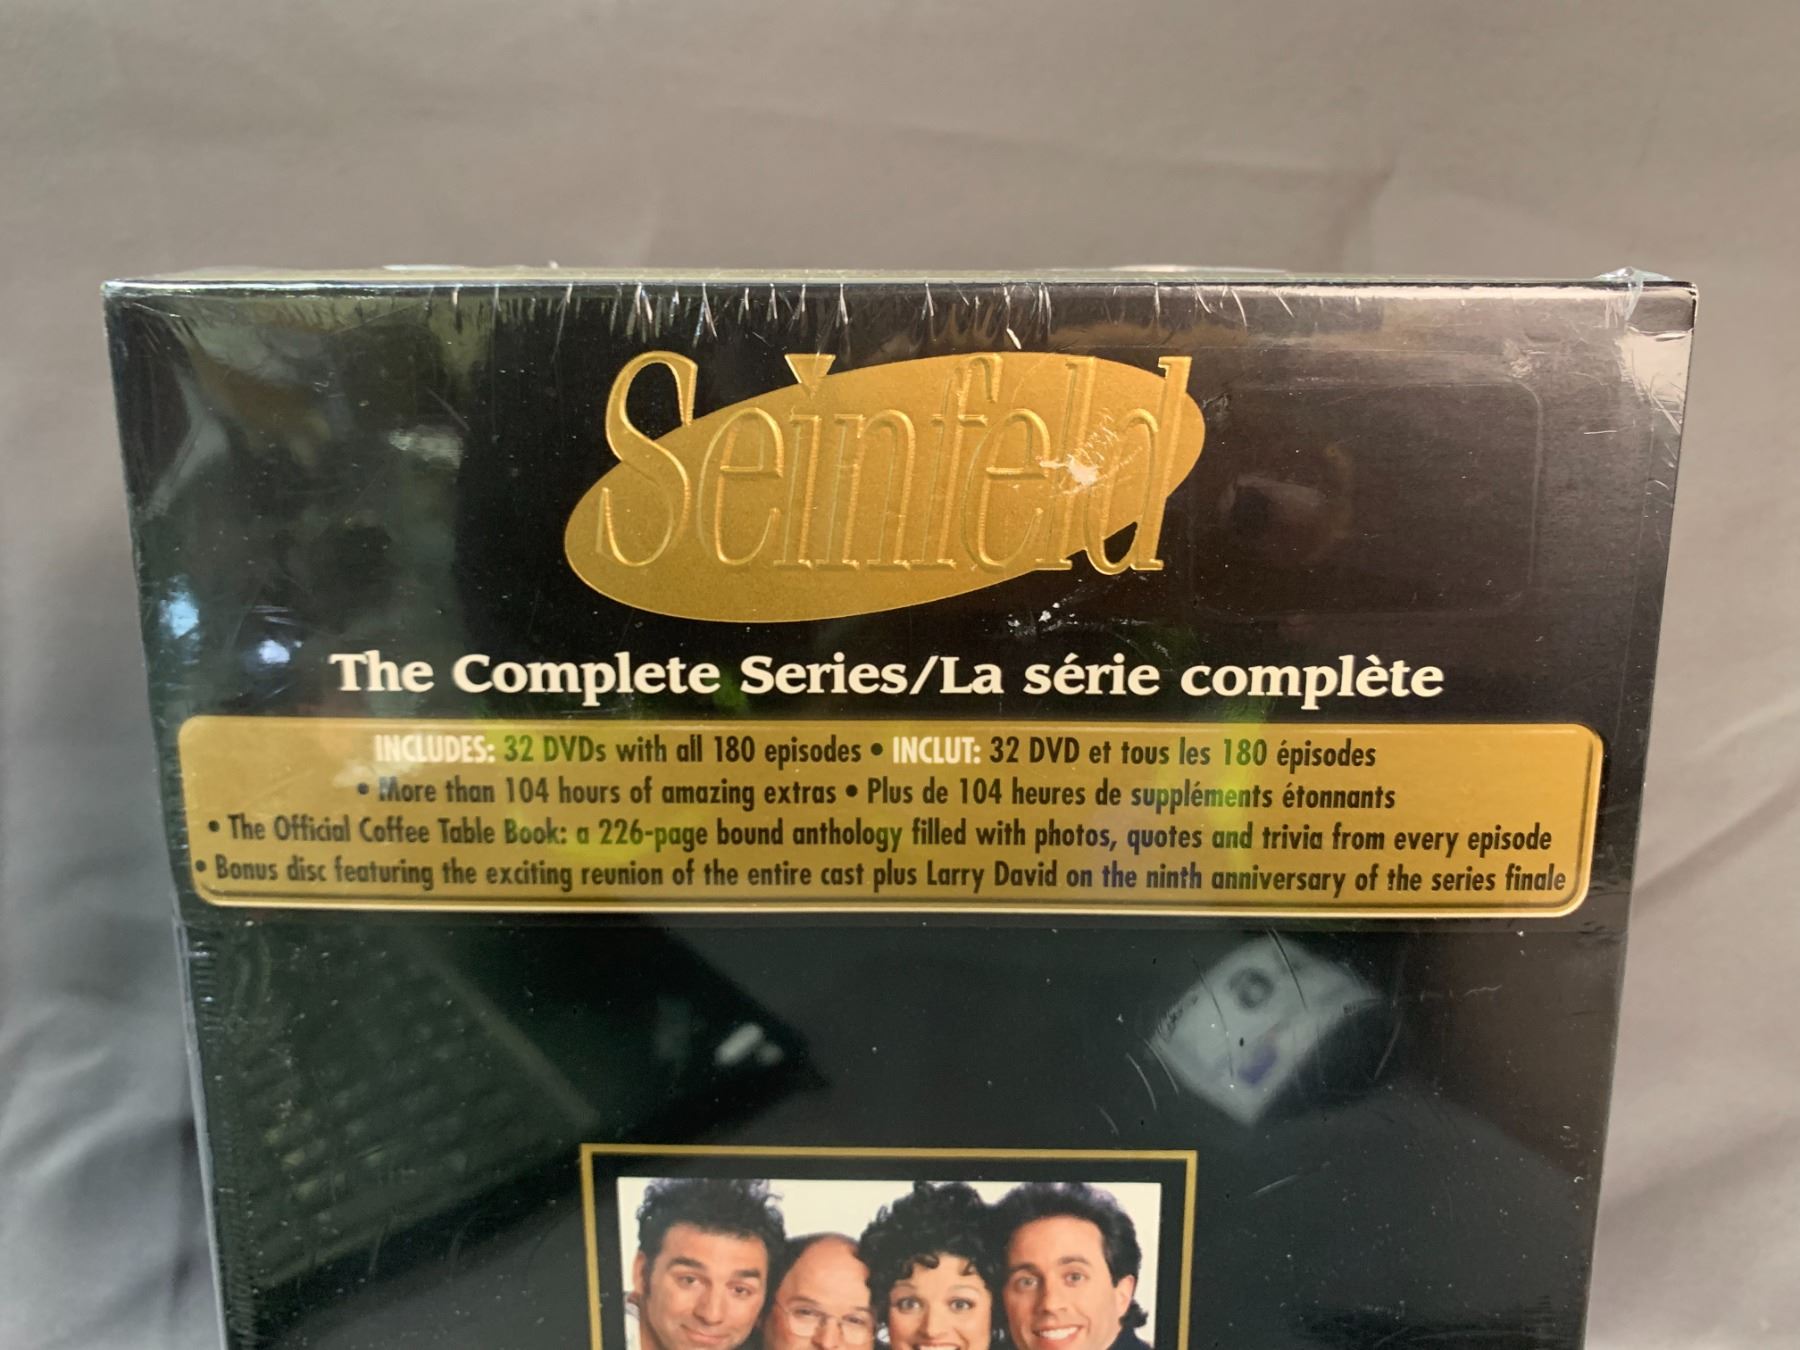 Seinfeld
The Complete Series/La série complète
INCLUDES: 32 DVDs with all 180 episodes • INCLUT: 32 DVD et tous les 180 épisodes
• More than 104 hours of amazing extras • Plus de 104 heures de suppléments étonnants
• The Official Coffee Table Book: a 226-page bound anthology filled with photos, quotes and trivia from every episode
• Bonus disc featuring the exciting reunion of the entire cast plus Larry David on the ninth anniversary of the series finale